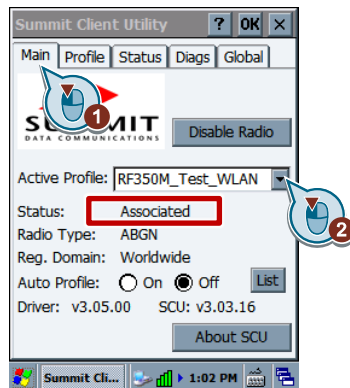 Summit Client Utility ? OK ×
Main Profile Status Diags Global
1
SUMMIT
DATA COMMUNICATIONS
Disable Radio
Active Profile: RF350M_Test_WLAN
2
Status: Associated
Radio Type: ABGN
Reg. Domain: Worldwide
Auto Profile: On Off List
Driver: v3.05.00 SCU: v3.03.16
About SCU
Summit Cli... 1:02 PM